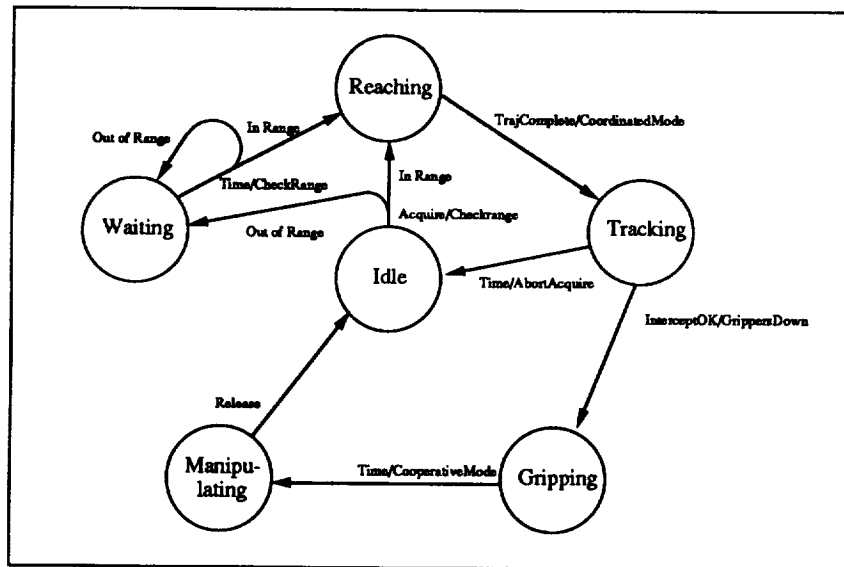 Reaching
Out of Range
In Range
TrajComplete/CoordinatedMode
Time/CheckRange
In Range
Waiting
Acquire/Checkrange
Out of Range
Tracking
Idle
Time/AbortAcquire
InterceptOK/GrippersDown
Release
Manipu-
lating
Time/CooperativeMode
Gripping